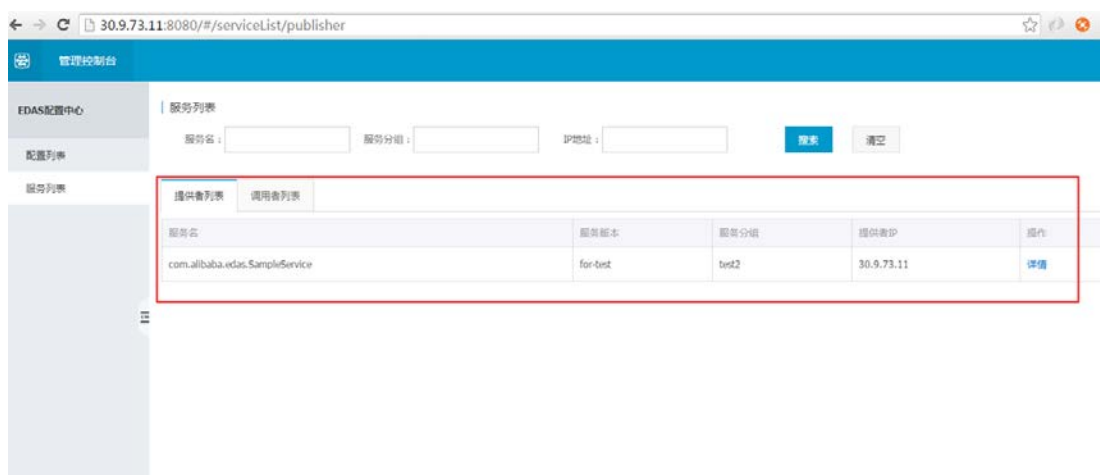 30.9.73.11:8080/#/serviceList/publisher
管理控制台
EDAS配置中心
服务列表
服务名： 服务分组： IP地址： 搜索 清空
配置列表
服务列表
提供者列表 调用者列表
服务名 服务版本 服务分组 提供者IP 操作
com.alibaba.edas.SampleService for-test test2 30.9.73.11 详情